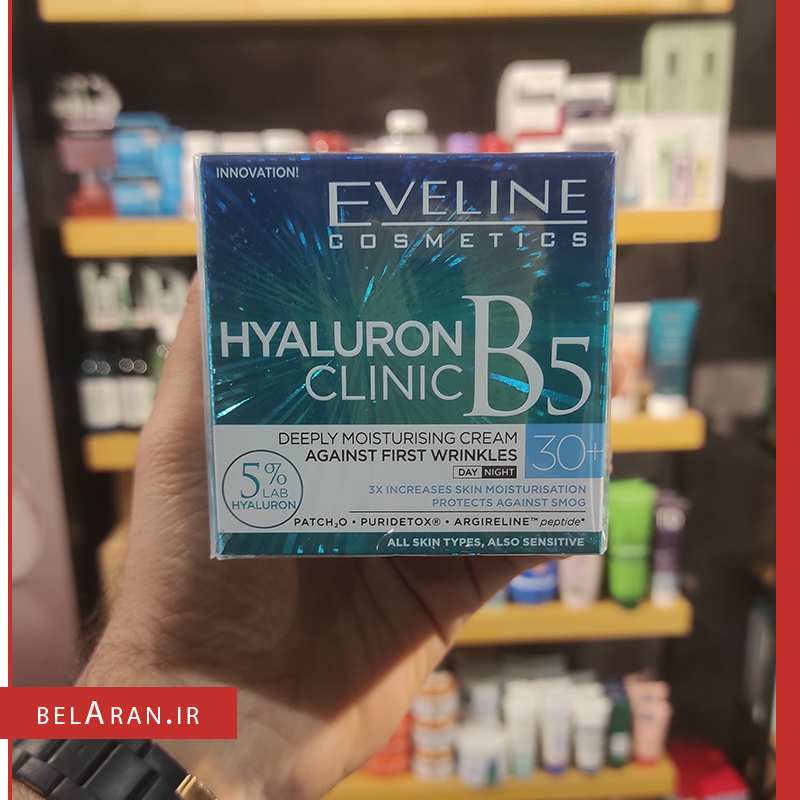 INNOVATION!
EVELINE
COSMETICS
HYALURON
CLINIC B5
DEEPLY MOISTURISING CREAM
AGAINST FIRST WRINKLES
30+
DAY NIGHT
5%
LAB
HYALURON
3X INCREASES SKIN MOISTURISATION
PROTECTS AGAINST SMOG
PATCH₂O • PURIDETOX® • ARGIRELINE™ peptide*
ALL SKIN TYPES, ALSO SENSITIVE
BELARAN.IR